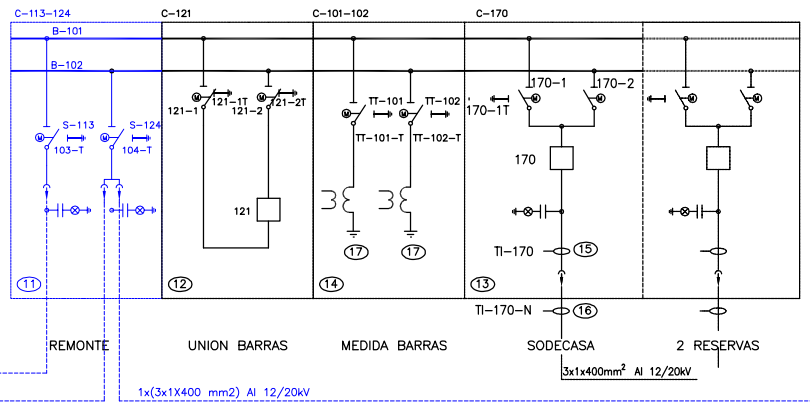 C-113-124 C-121 C-101-102 C-170
B-101
B-102
170-1 170-2
121-1T 121-2T TT-101 TT-102
121-1 121-2 170-1T
S-113 S-124
M M M M M M M M M M
103-T 104-T TT-101-T TT-102-T
170
121
TI-170 15
17 17
11 12 14 13
TI-170-N 16
REMONTE UNION BARRAS MEDIDA BARRAS SODECASA 2 RESERVAS
3x1x400mm² Al 12/20kV
1x(3x1X400 mm2) Al 12/20kV